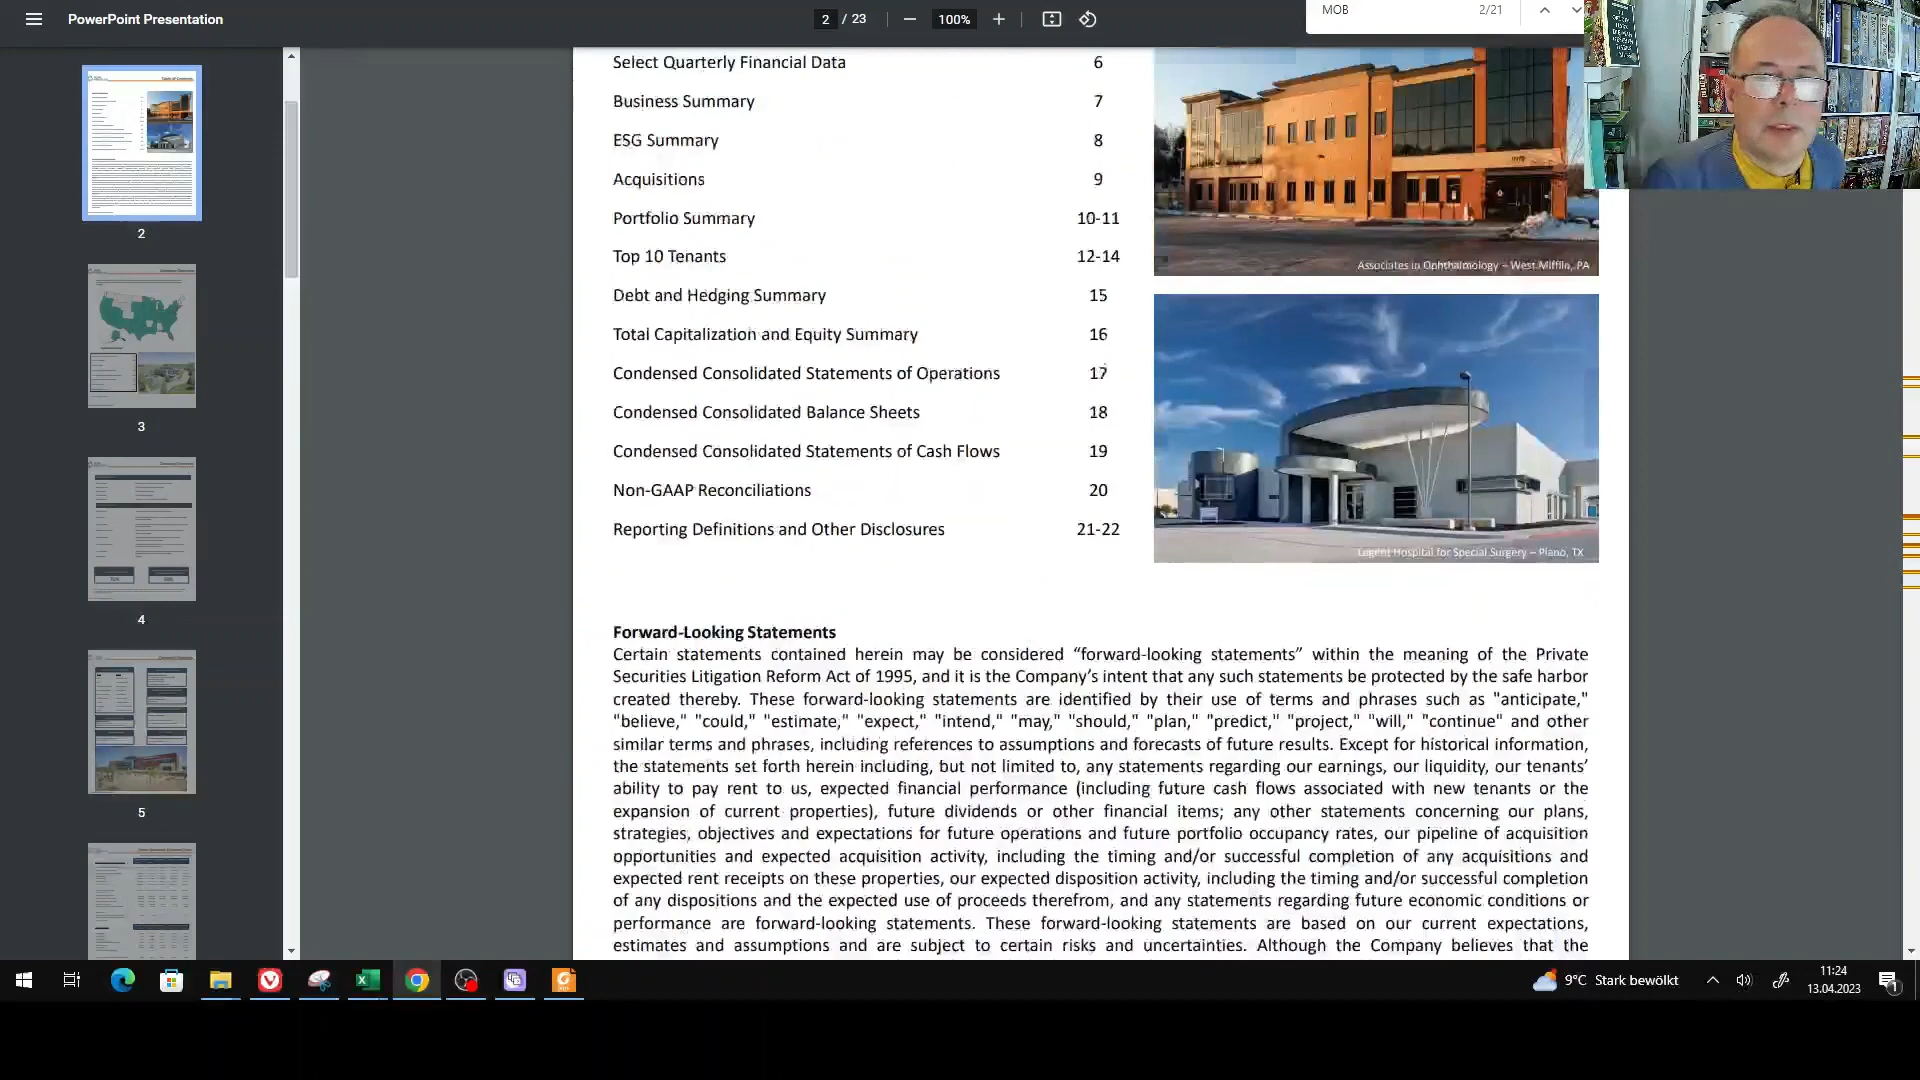 PowerPoint Presentation
2 / 23
100%
MOB
2/21
2
3
4
5
Select Quarterly Financial Data 6
Business Summary 7
ESG Summary 8
Acquisitions 9
Portfolio Summary 10-11
Top 10 Tenants 12-14
Debt and Hedging Summary 15
Total Capitalization and Equity Summary 16
Condensed Consolidated Statements of Operations 17
Condensed Consolidated Balance Sheets 18
Condensed Consolidated Statements of Cash Flows 19
Non-GAAP Reconciliations 20
Reporting Definitions and Other Disclosures 21-22
Associates in Ophthalmology – West Mifflin, PA
Legent Hospital for Special Surgery – Plano, TX
Forward-Looking Statements
Certain statements contained herein may be considered “forward-looking statements” within the meaning of the Private
Securities Litigation Reform Act of 1995, and it is the Company’s intent that any such statements be protected by the safe harbor
created thereby. These forward-looking statements are identified by their use of terms and phrases such as "anticipate,"
"believe," "could," "estimate," "expect," "intend," "may," "should," "plan," "predict," "project," "will," "continue" and other
similar terms and phrases, including references to assumptions and forecasts of future results. Except for historical information,
the statements set forth herein including, but not limited to, any statements regarding our earnings, our liquidity, our tenants’
ability to pay rent to us, expected financial performance (including future cash flows associated with new tenants or the
expansion of current properties), future dividends or other financial items; any other statements concerning our plans,
strategies, objectives and expectations for future operations and future portfolio occupancy rates, our pipeline of acquisition
opportunities and expected acquisition activity, including the timing and/or successful completion of any acquisitions and
expected rent receipts on these properties, our expected disposition activity, including the timing and/or successful completion
of any dispositions and the expected use of proceeds therefrom, and any statements regarding future economic conditions or
performance are forward-looking statements. These forward-looking statements are based on our current expectations,
estimates and assumptions and are subject to certain risks and uncertainties. Although the Company believes that the
9°C Stark bewölkt
11:24
13.04.2023
1